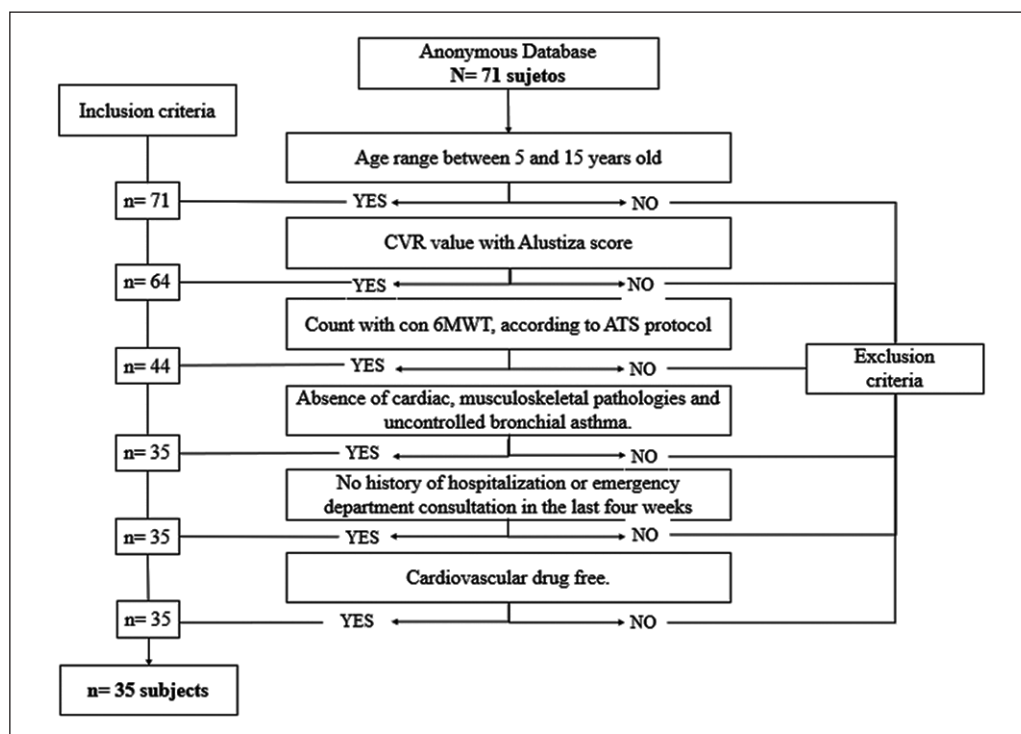 Anonymous Database
N= 71 sujetos
Inclusion criteria
Age range between 5 and 15 years old
n= 71
YES
NO
CVR value with Alustiza score
n= 64
YES
NO
Count with con 6MWT, according to ATS protocol
n= 44
YES
NO
Exclusion
criteria
Absence of cardiac, musculoskeletal pathologies and
uncontrolled bronchial asthma.
n= 35
YES
NO
No history of hospitalization or emergency
department consultation in the last four weeks
n= 35
YES
NO
Cardiovascular drug free.
n= 35
YES
NO
n= 35 subjects